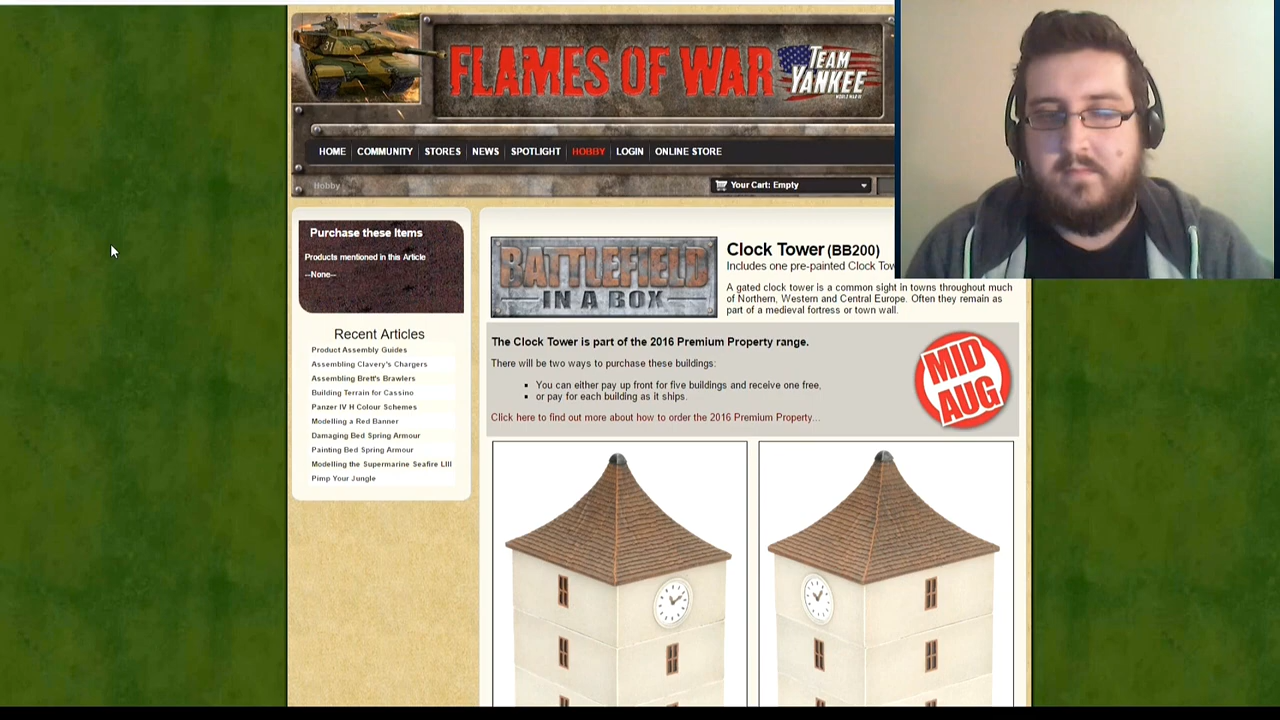 31
FLAMES OF WAR
TEAM
YANKEE
WORLD WAR III
HOME COMMUNITY STORES NEWS SPOTLIGHT HOBBY LOGIN ONLINE STORE
Hobby
Your Cart: Empty
Purchase these Items
Products mentioned in this Article
--None--
Recent Articles
Product Assembly Guides
Assembling Clavery's Chargers
Assembling Brett's Brawlers
Building Terrain for Cassino
Panzer IV H Colour Schemes
Modelling a Red Banner
Damaging Bed Spring Armour
Painting Bed Spring Armour
Modelling the Supermarine Seafire LIII
Pimp Your Jungle
BATTLEFIELD
IN A BOX
Clock Tower (BB200)
Includes one pre-painted Clock Tow
A gated clock tower is a common sight in towns throughout much
of Northern, Western and Central Europe. Often they remain as
part of a medieval fortress or town wall.
The Clock Tower is part of the 2016 Premium Property range.
There will be two ways to purchase these buildings:
You can either pay up front for five buildings and receive one free,
or pay for each building as it ships.
Click here to find out more about how to order the 2016 Premium Property...
MID
AUG